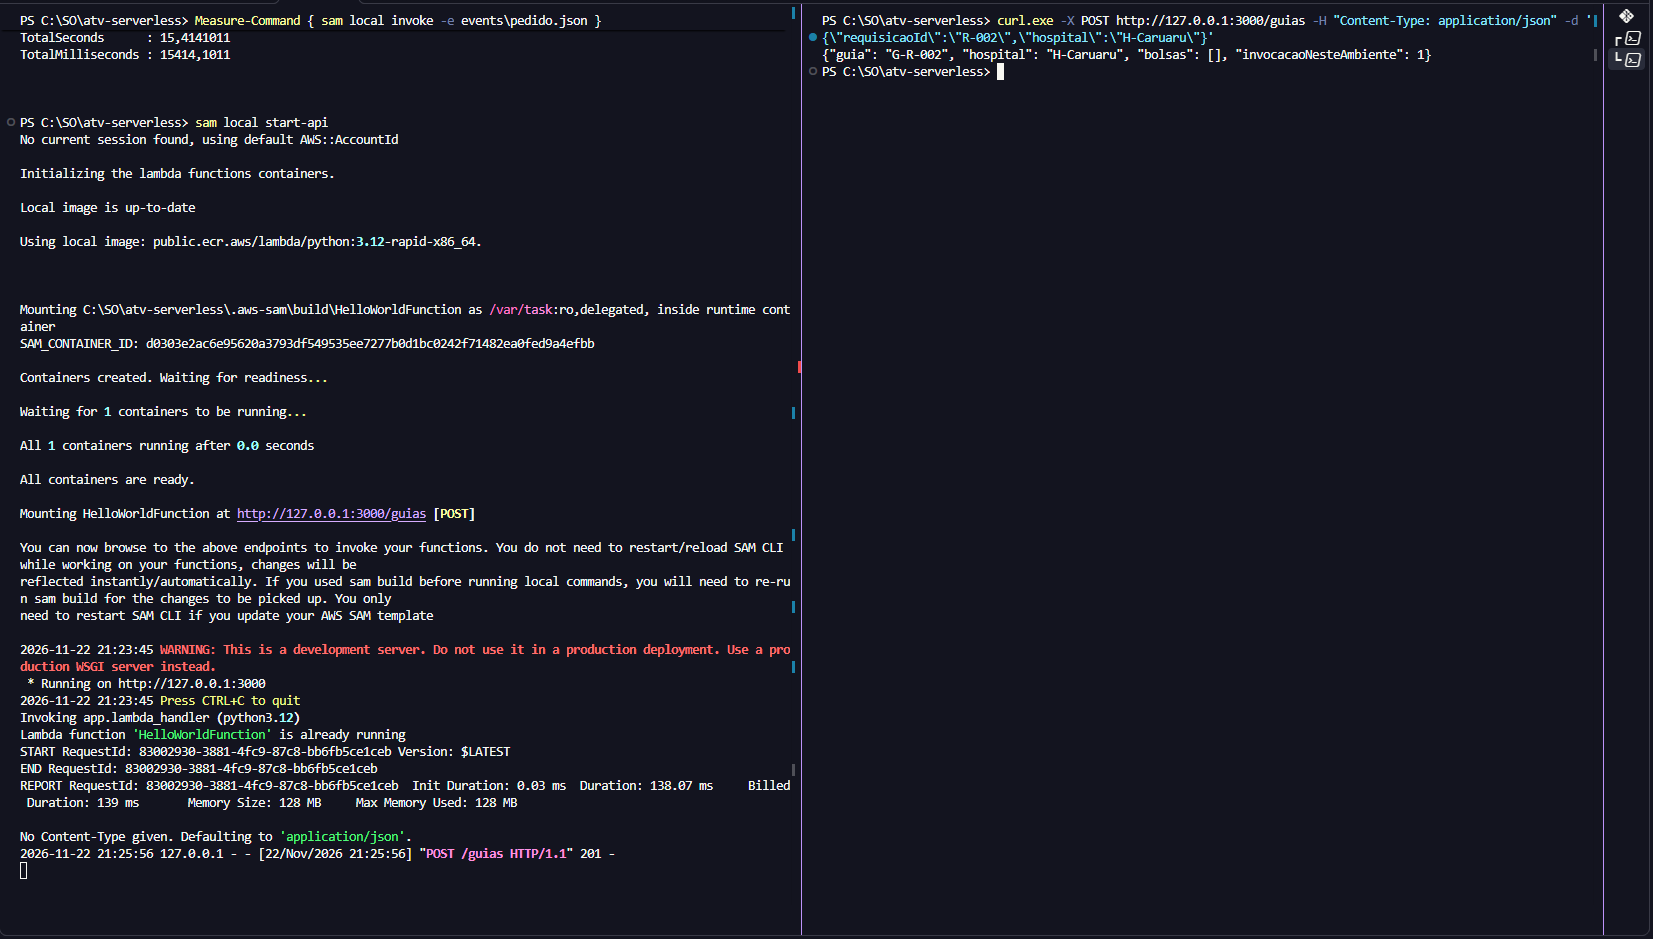 PS C:\SO\atv-serverless> Measure-Command { sam local invoke -e events\pedido.json }
TotalSeconds      : 15,4141011
TotalMilliseconds : 15414,1011
PS C:\SO\atv-serverless> sam local start-api
No current session found, using default AWS::AccountId
Initializing the lambda functions containers.
Local image is up-to-date
Using local image: public.ecr.aws/lambda/python:3.12-rapid-x86_64.
Mounting C:\SO\atv-serverless\.aws-sam\build\HelloWorldFunction as /var/task:ro,delegated, inside runtime cont
ainer
SAM_CONTAINER_ID: d0303e2ac6e95620a3793df549535ee7277b0d1bc0242f71482ea0fed9a4efbb
Containers created. Waiting for readiness...
Waiting for 1 containers to be running...
All 1 containers running after 0.0 seconds
All containers are ready.
Mounting HelloWorldFunction at http://127.0.0.1:3000/guias [POST]
You can now browse to the above endpoints to invoke your functions. You do not need to restart/reload SAM CLI
while working on your functions, changes will be
reflected instantly/automatically. If you used sam build before running local commands, you will need to re-ru
n sam build for the changes to be picked up. You only
need to restart SAM CLI if you update your AWS SAM template
2026-11-22 21:23:45 WARNING: This is a development server. Do not use it in a production deployment. Use a pro
duction WSGI server instead.
 * Running on http://127.0.0.1:3000
2026-11-22 21:23:45 Press CTRL+C to quit
Invoking app.lambda_handler (python3.12)
Lambda function 'HelloWorldFunction' is already running
START RequestId: 83002930-3881-4fc9-87c8-bb6fb5ce1ceb Version: $LATEST
END RequestId: 83002930-3881-4fc9-87c8-bb6fb5ce1ceb
REPORT RequestId: 83002930-3881-4fc9-87c8-bb6fb5ce1ceb  Init Duration: 0.03 ms  Duration: 138.07 ms     Billed
 Duration: 139 ms       Memory Size: 128 MB     Max Memory Used: 128 MB
No Content-Type given. Defaulting to 'application/json'.
2026-11-22 21:25:56 127.0.0.1 - - [22/Nov/2026 21:25:56] "POST /guias HTTP/1.1" 201 -
PS C:\SO\atv-serverless> curl.exe -X POST http://127.0.0.1:3000/guias -H "Content-Type: application/json" -d '
{\"requisicaoId\":\"R-002\",\"hospital\":\"H-Caruaru\"}'
{"guia": "G-R-002", "hospital": "H-Caruaru", "bolsas": [], "invocacaoNesteAmbiente": 1}
PS C:\SO\atv-serverless>